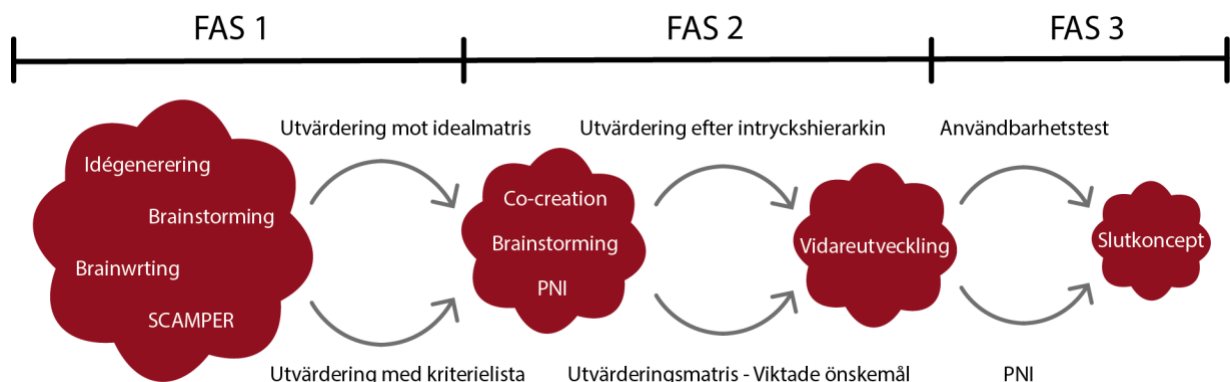 FAS 1
FAS 2
FAS 3
Utvärdering mot idealmatris
Utvärdering efter intryckshierarkin
Användbarhetstest
Idégenerering
Brainstorming
Brainwrting
SCAMPER
Co-creation
Brainstorming
PNI
Vidareutveckling
Slutkoncept
Utvärdering med kriterielista
Utvärderingsmatris - Viktade önskemål
PNI